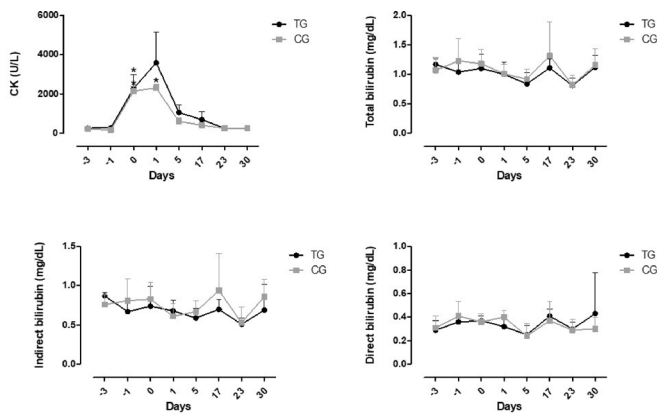 TG
CG
6000
4000
2000
0
CK (U/L)
* * * *
-3 -1 0 1 5 17 23 30
Days
TG
CG
2.0
1.5
1.0
0.5
0.0
Total bilirubin (mg/dL)
-3 -1 0 1 5 17 23 30
Days
TG
CG
1.5
1.0
0.5
0.0
Indirect bilirubin (mg/dL)
-3 -1 0 1 5 17 23 30
Days
TG
CG
1.0
0.8
0.6
0.4
0.2
0.0
Direct bilirubin (mg/dL)
-3 -1 0 1 5 17 23 30
Days